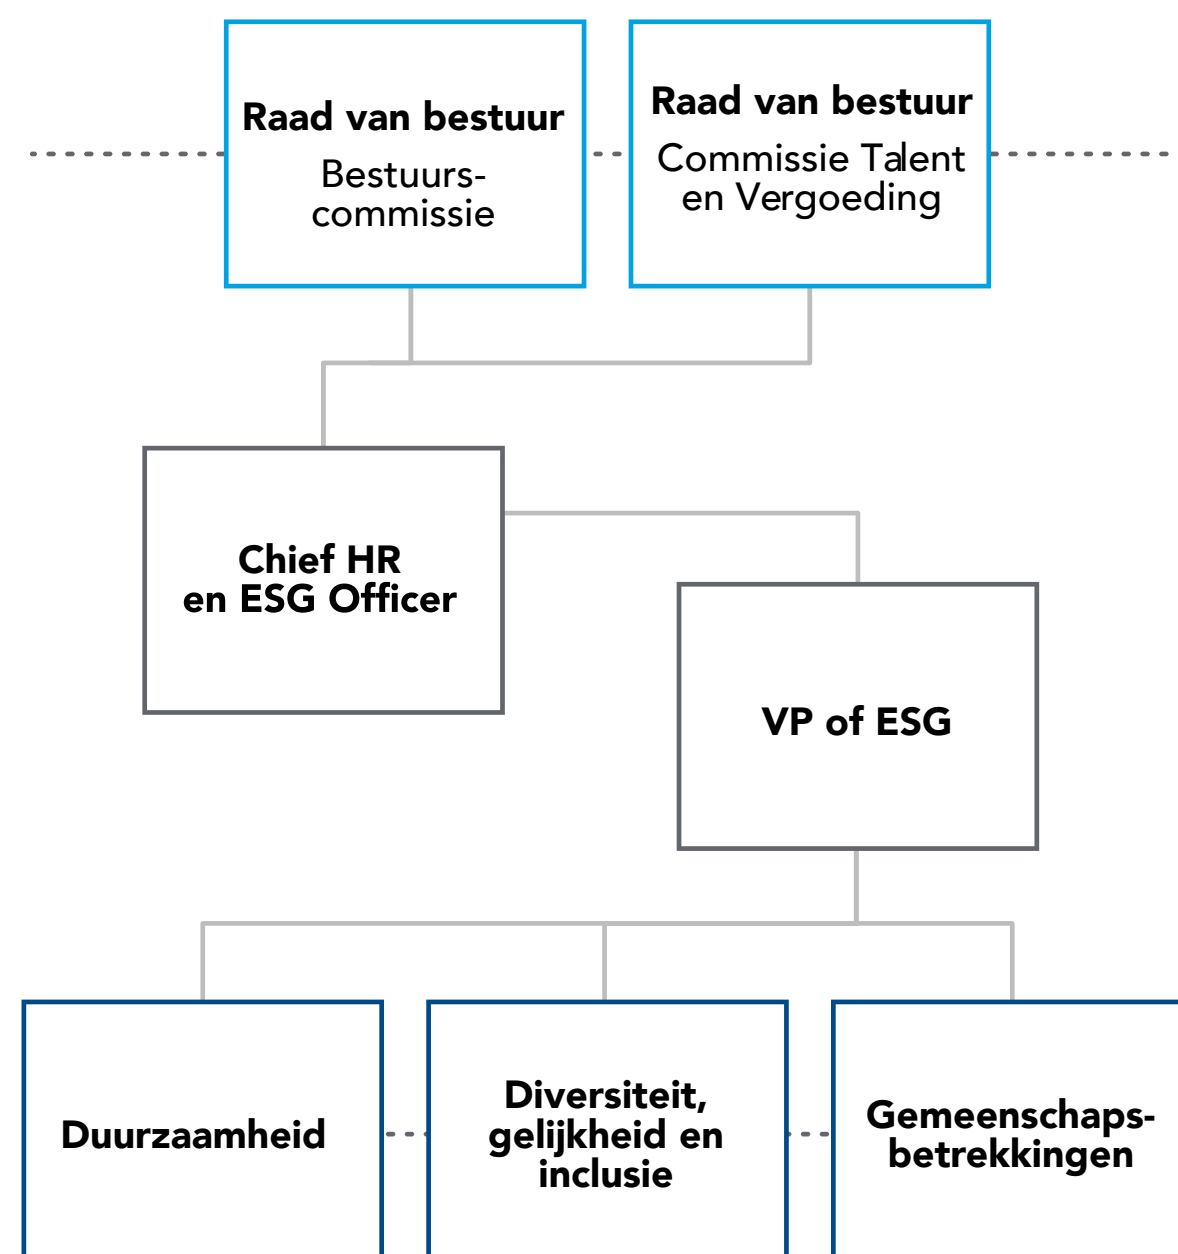 Raad van bestuur
Bestuurs-
commissie
Raad van bestuur
Commissie Talent
en Vergoeding
Chief HR
en ESG Officer
VP of ESG
Duurzaamheid
Diversiteit,
gelijkheid en
inclusie
Gemeenschaps-
betrekkingen